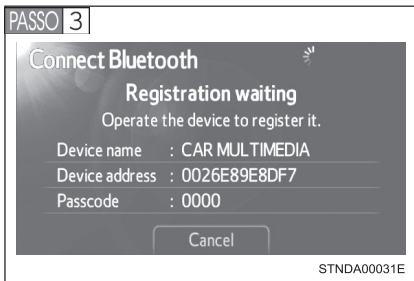 PASSO 3
Connect Bluetooth
Registration waiting
Operate the device to register it.
Device name : CAR MULTIMEDIA
Device address : 0026E89E8DF7
Passcode : 0000
Cancel
STNDA00031E